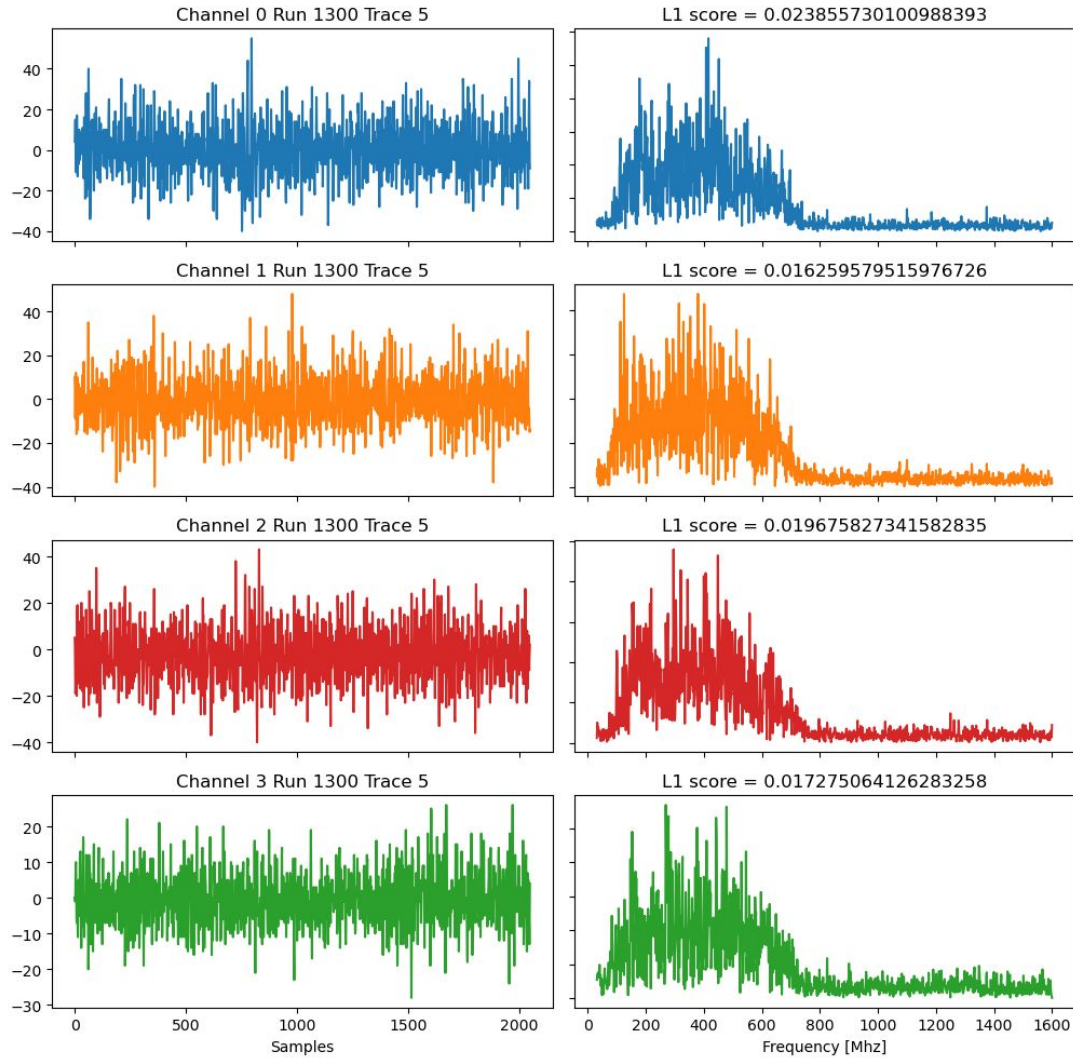 Channel 0 Run 1300 Trace 5
L1 score = 0.023855730100988393
40
20
0
−20
−40
Channel 1 Run 1300 Trace 5
L1 score = 0.016259579515976726
40
20
0
−20
−40
Channel 2 Run 1300 Trace 5
L1 score = 0.019675827341582835
40
20
0
−20
−40
Channel 3 Run 1300 Trace 5
L1 score = 0.017275064126283258
20
10
0
−10
−20
−30
0 500 1000 1500 2000
0 200 400 600 800 1000 1200 1400 1600
Samples
Frequency [Mhz]